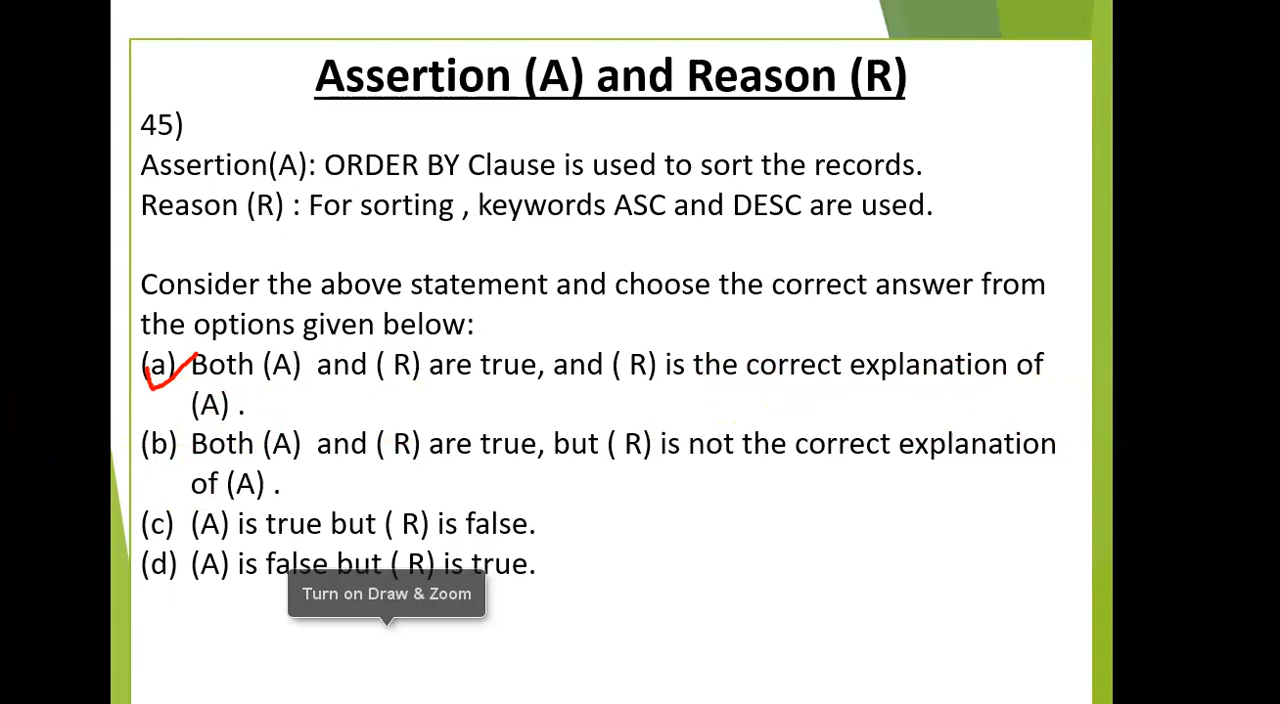 Assertion (A) and Reason (R)
45)
Assertion(A): ORDER BY Clause is used to sort the records.
Reason (R) : For sorting , keywords ASC and DESC are used.
Consider the above statement and choose the correct answer from
the options given below:
(a) Both (A)  and ( R) are true, and ( R) is the correct explanation of
(A) .
(b) Both (A)  and ( R) are true, but ( R) is not the correct explanation
of (A) .
(c) (A) is true but ( R) is false.
(d) (A) is false but ( R) is true.
Turn on Draw & Zoom